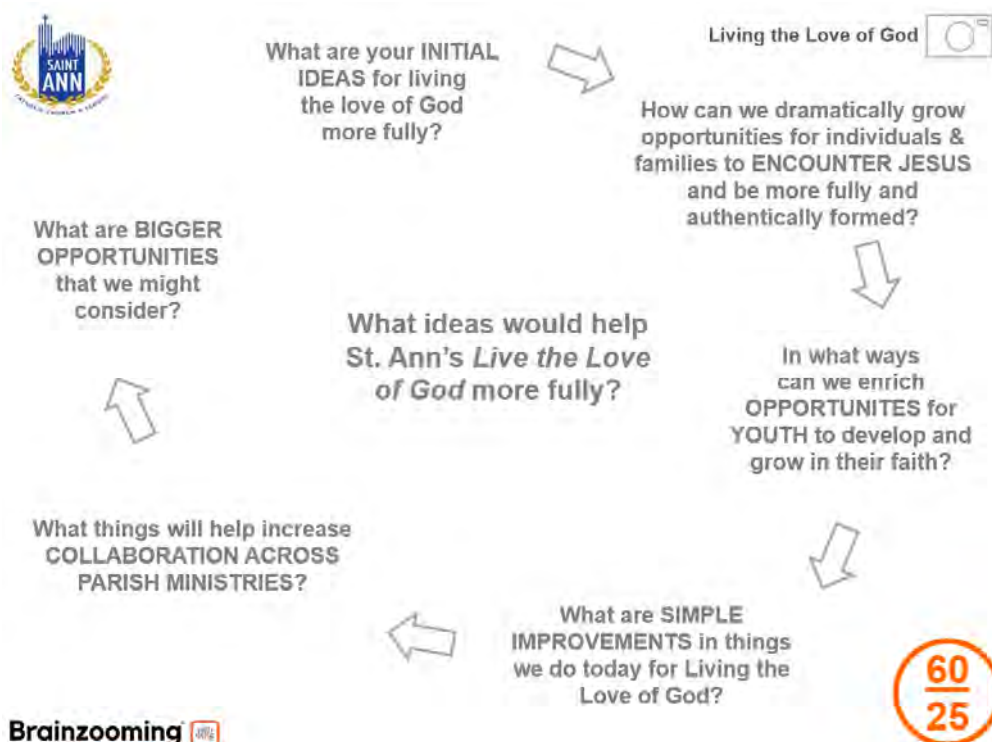 SAINT
ANN
Living the Love of God
What are your INITIAL
IDEAS for living
the love of God
more fully?
How can we dramatically grow
opportunities for individuals &
families to ENCOUNTER JESUS
and be more fully and
authentically formed?
In what ways
can we enrich
OPPORTUNITES for
YOUTH to develop and
grow in their faith?
What are SIMPLE
IMPROVEMENTS in things
we do today for Living the
Love of God?
What things will help increase
COLLABORATION ACROSS
PARISH MINISTRIES?
What are BIGGER
OPPORTUNITIES
that we might
consider?
What ideas would help
St. Ann's Live the Love
of God more fully?
60
25
Brainzooming